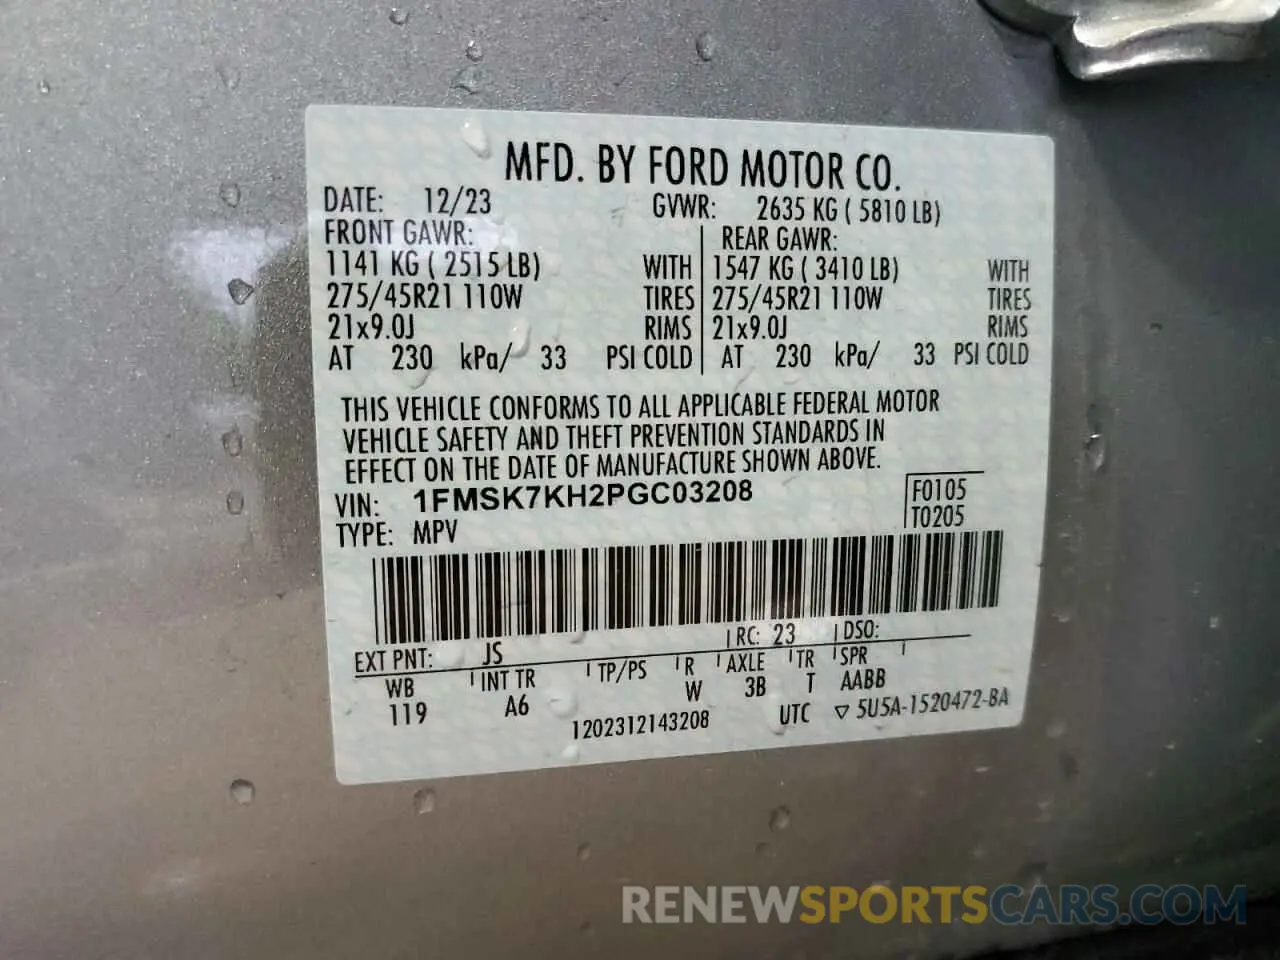 MFD. BY FORD MOTOR CO.
DATE: 12/23 GVWR: 2635 KG ( 5810 LB)
FRONT GAWR: REAR GAWR:
1141 KG ( 2515 LB) WITH 1547 KG ( 3410 LB) WITH
275/45R21 110W TIRES 275/45R21 110W TIRES
21x9.0J RIMS 21x9.0J RIMS
AT 230 kPa/ 33 PSI COLD AT 230 kPa/ 33 PSI COLD
THIS VEHICLE CONFORMS TO ALL APPLICABLE FEDERAL MOTOR
VEHICLE SAFETY AND THEFT PREVENTION STANDARDS IN
EFFECT ON THE DATE OF MANUFACTURE SHOWN ABOVE.
VIN: 1FMSK7KH2PGC03208 F0105
TYPE: MPV T0205
EXT PNT: JS RC: 23 DSO:
WB INT TR TP/PS R AXLE TR SPR
119 A6 W 3B T AABB
1202312143208 UTC ▽ 5U5A-1520472-BA
RENEWSPORTSCARS.COM